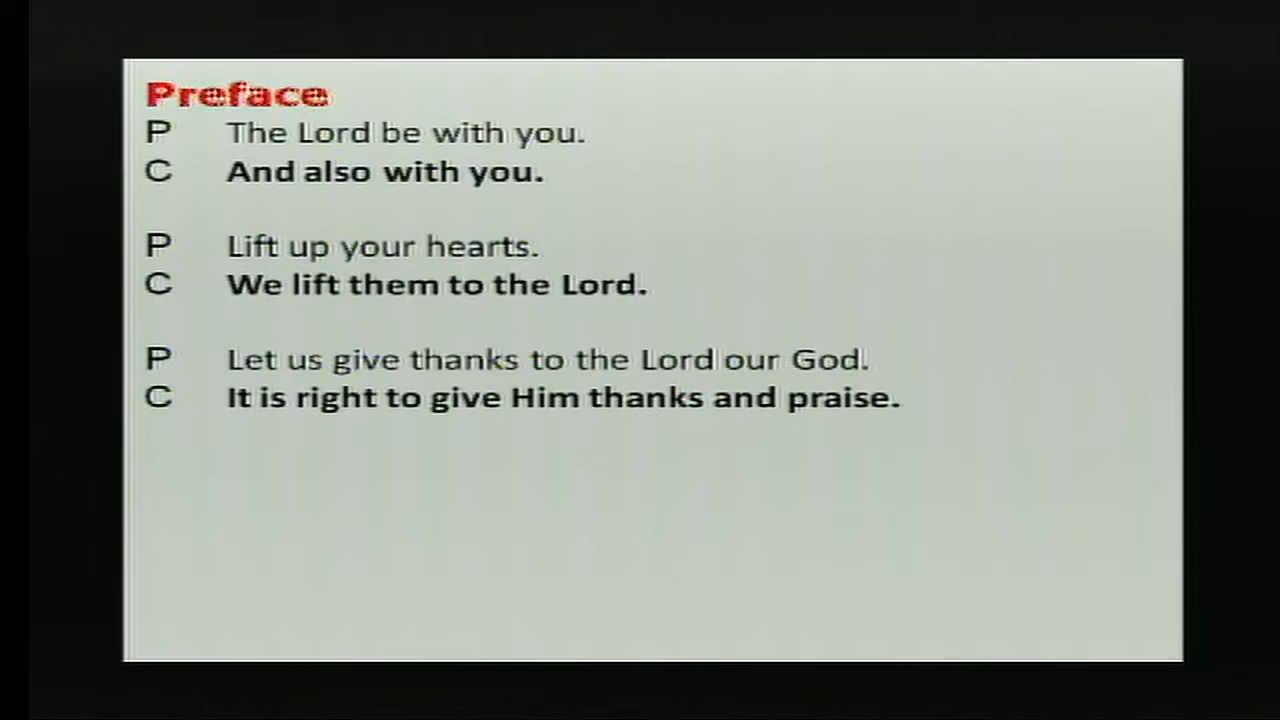 Preface
P The Lord be with you.
C And also with you.
P Lift up your hearts.
C We lift them to the Lord.
P Let us give thanks to the Lord our God.
C It is right to give Him thanks and praise.